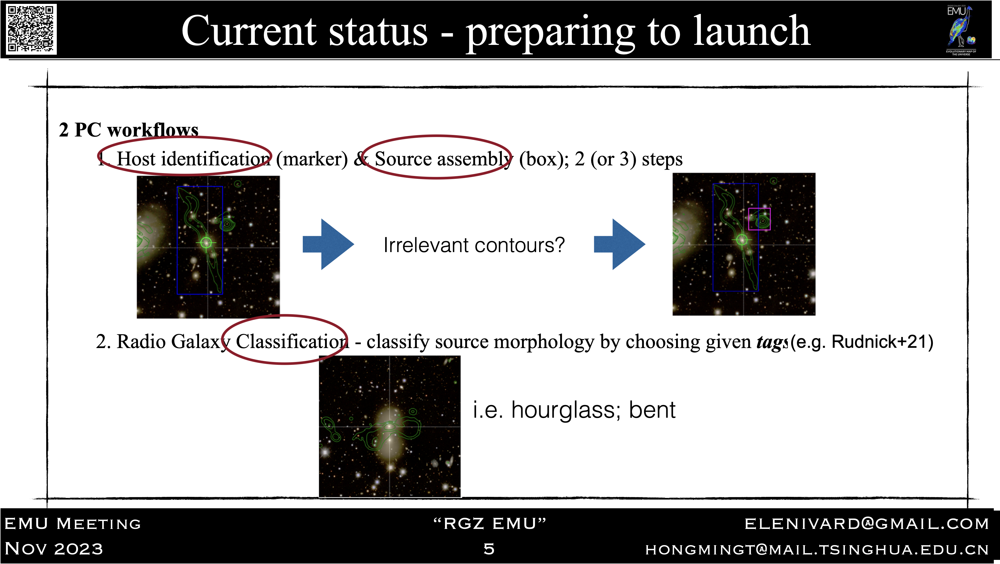 Current status - preparing to launch
RADIO GALAXY ZOO
EMU
EVOLUTIONARY MAP OF
THE UNIVERSE
2 PC workflows
1. Host identification (marker) & Source assembly (box); 2 (or 3) steps
Irrelevant contours?
2. Radio Galaxy Classification - classify source morphology by choosing given tags (e.g. Rudnick+21)
i.e. hourglass; bent
EMU MEETING
NOV 2023
“RGZ EMU”
5
ELENIVARD@GMAIL.COM
HONGMINGT@MAIL.TSINGHUA.EDU.CN